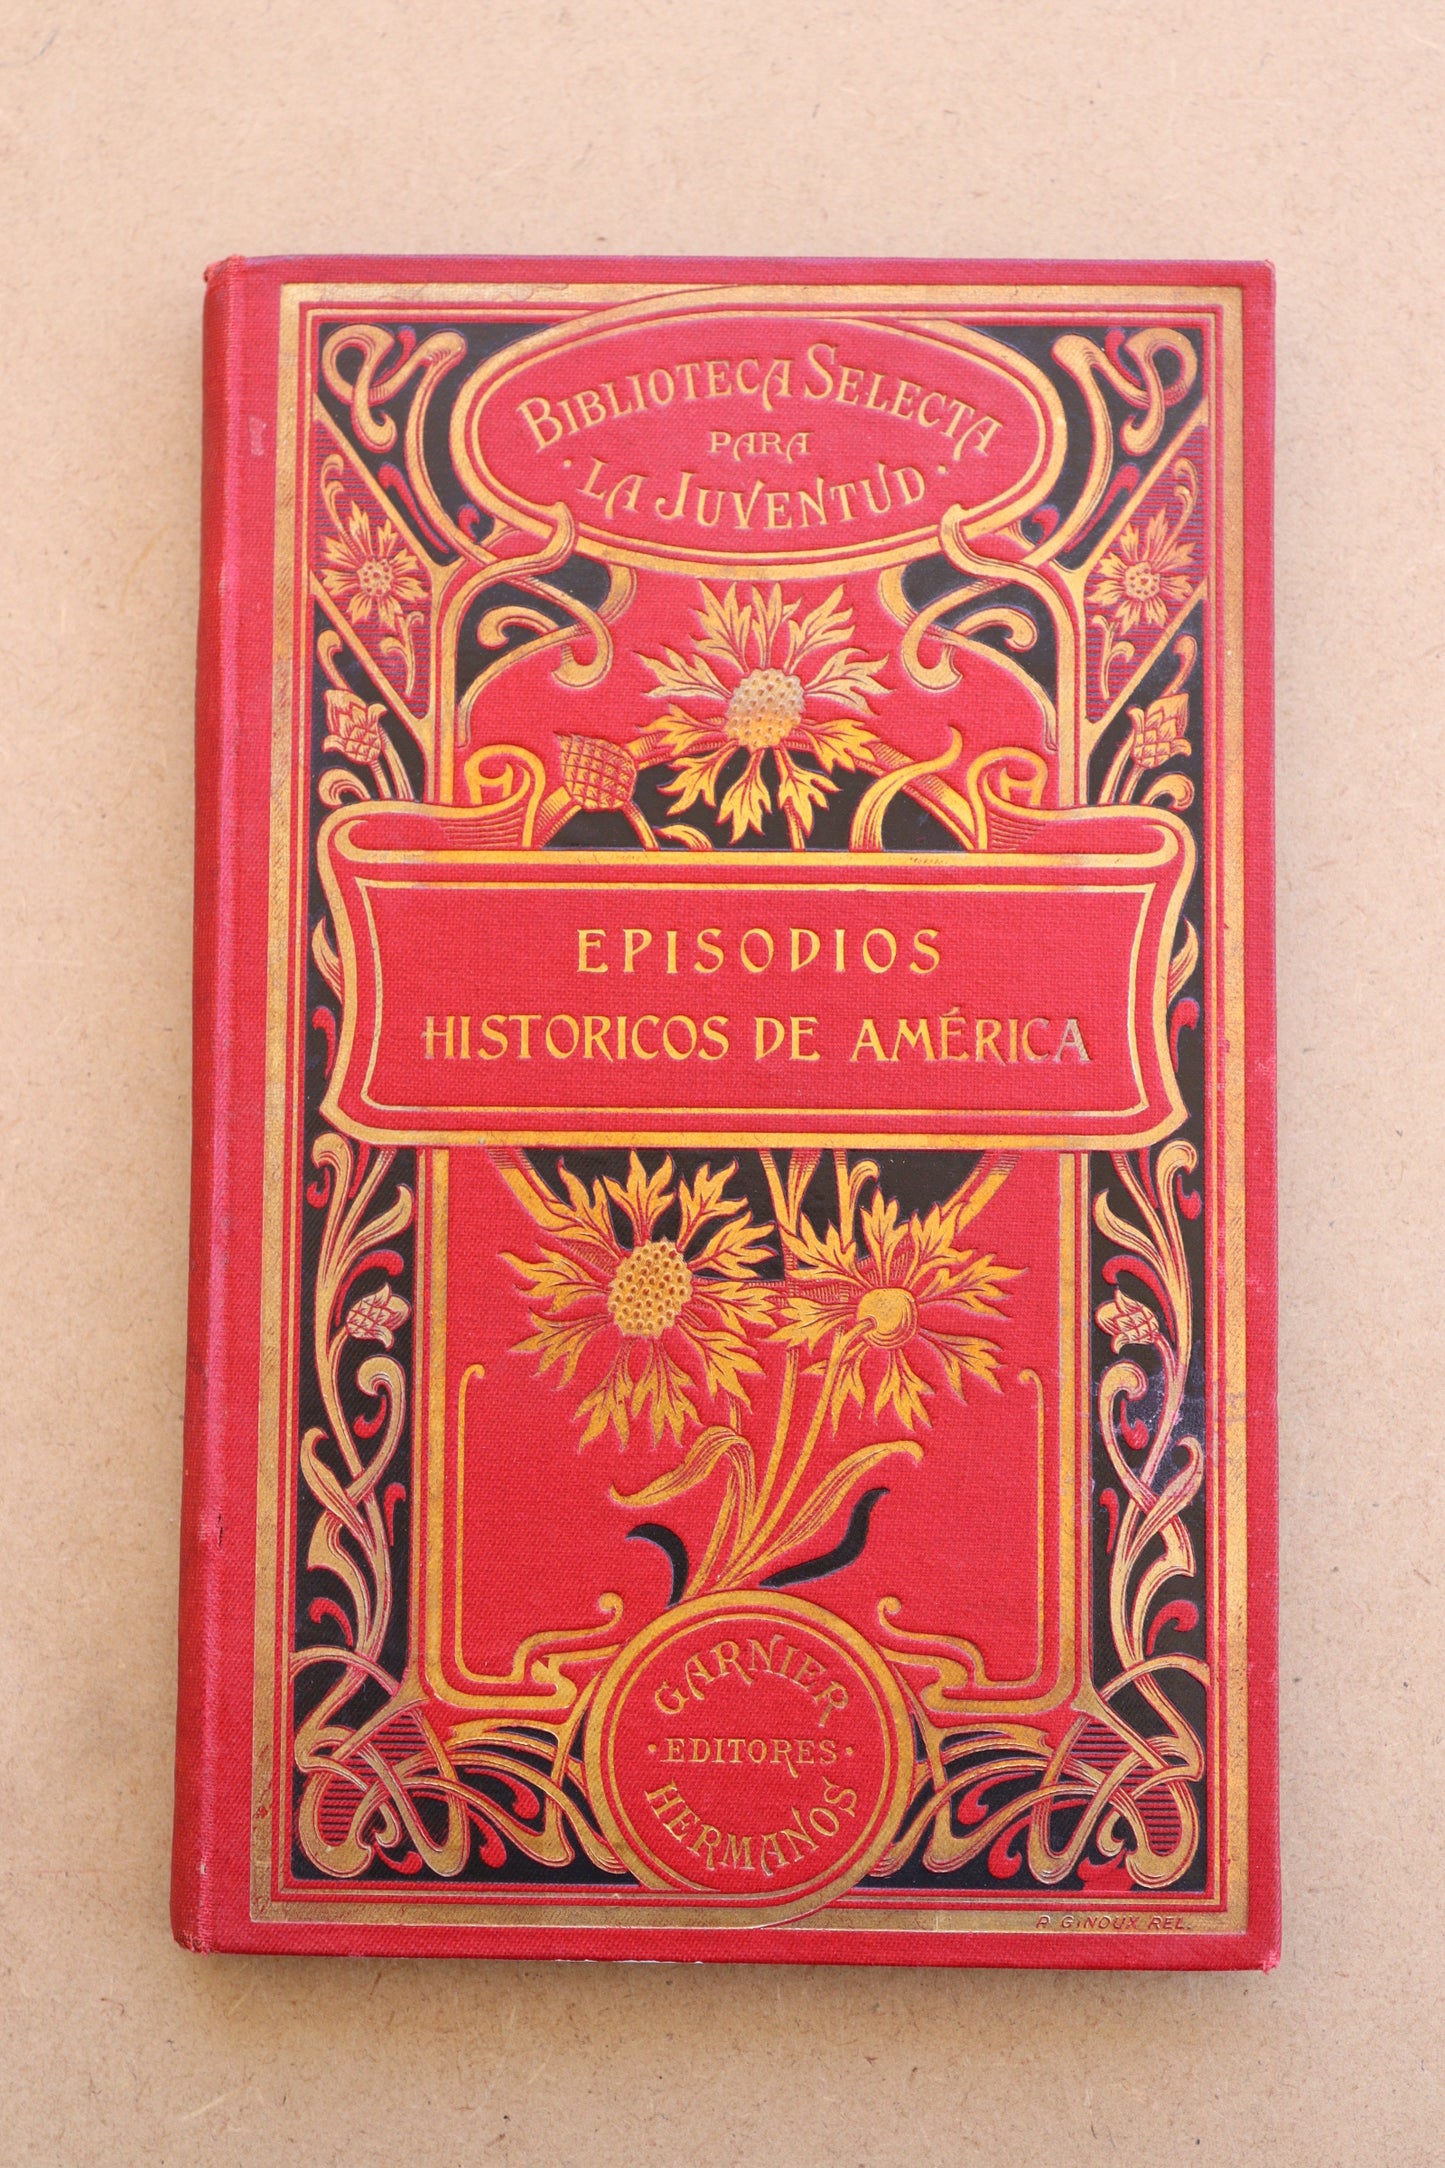 BIBLIOTECA SELECTA
PARA
· LA JUVENTUD ·
EPISODIOS
HISTORICOS DE AMÉRICA
GARNIER
· EDITORES ·
HERMANOS
P. GINOUX REL.